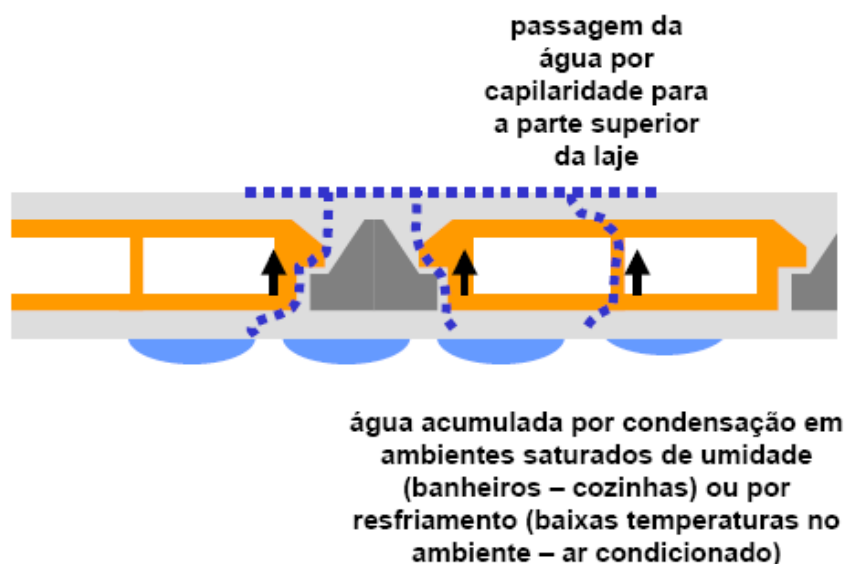 passagem da
água por
capilaridade para
a parte superior
da laje
água acumulada por condensação em
ambientes saturados de umidade
(banheiros – cozinhas) ou por
resfriamento (baixas temperaturas no
ambiente – ar condicionado)